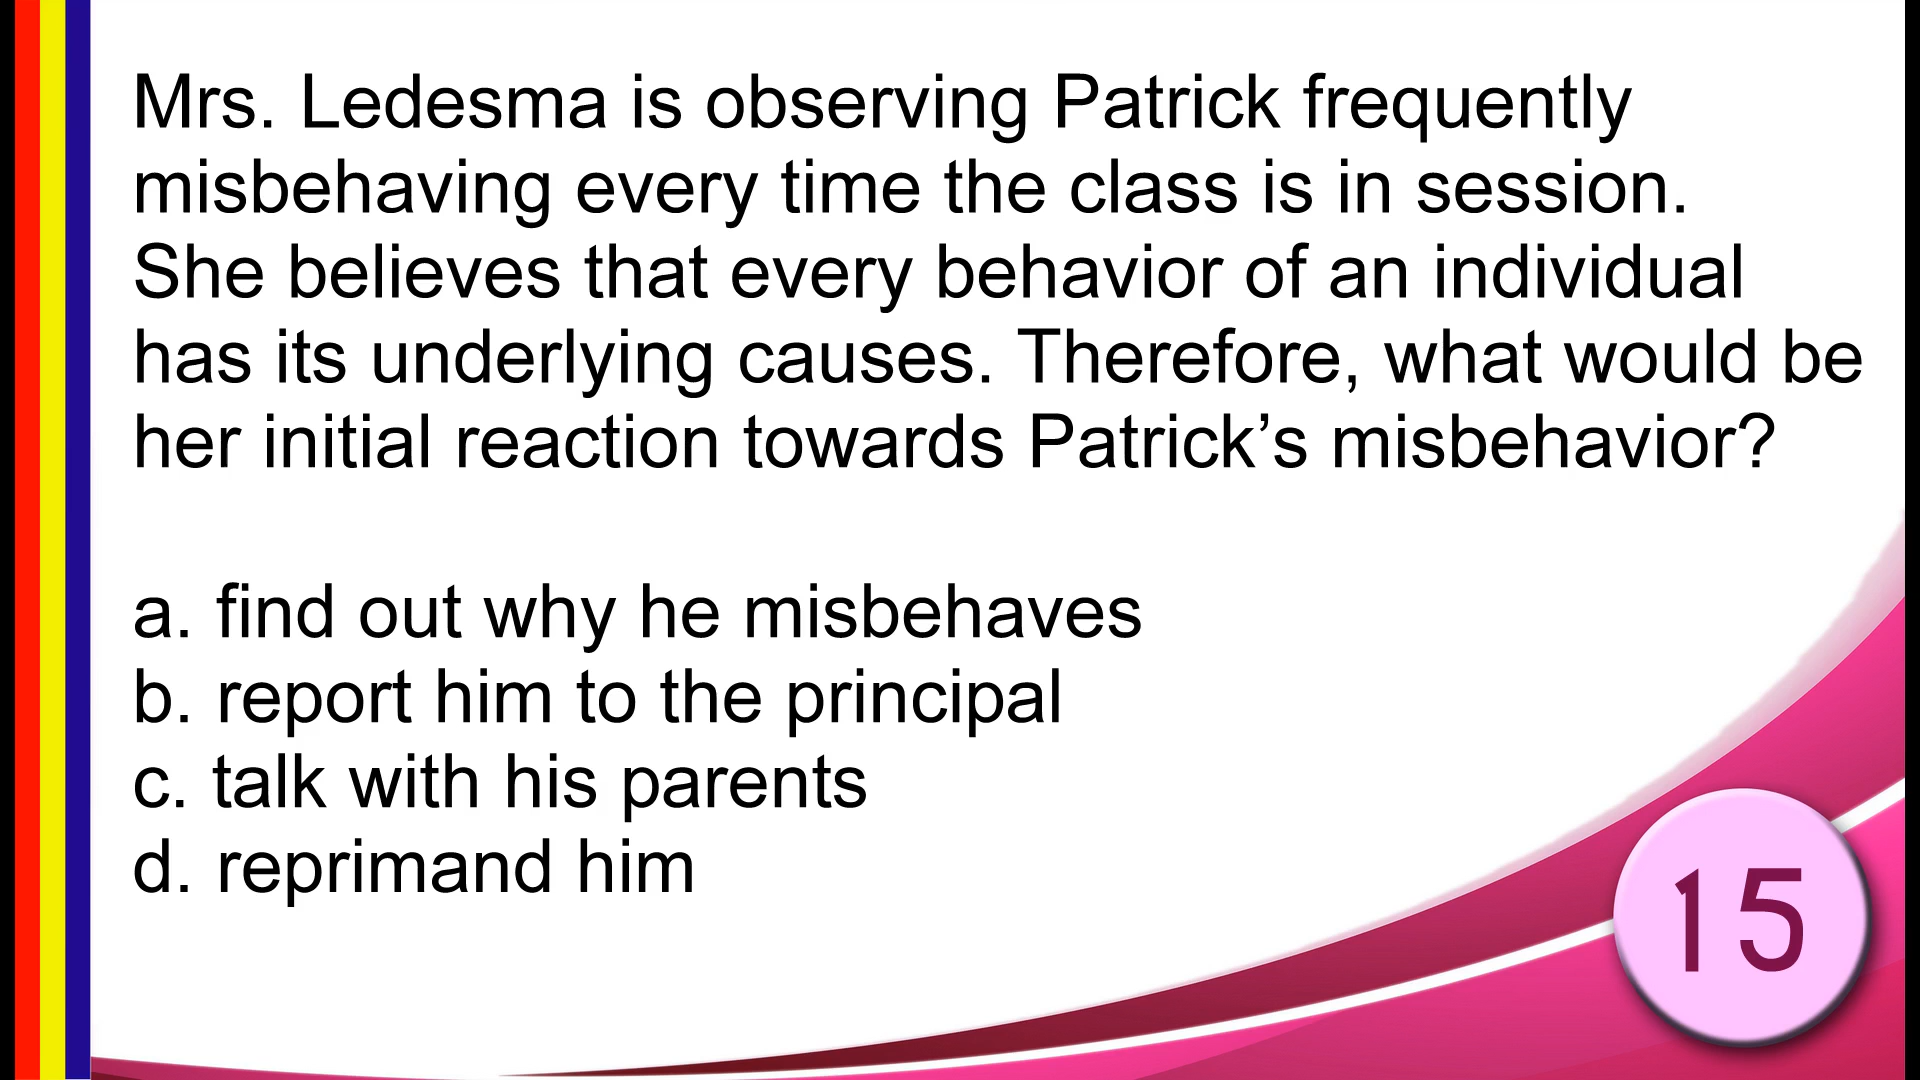 Mrs. Ledesma is observing Patrick frequently
misbehaving every time the class is in session.
She believes that every behavior of an individual
has its underlying causes. Therefore, what would be
her initial reaction towards Patrick’s misbehavior?
a. find out why he misbehaves
b. report him to the principal
c. talk with his parents
d. reprimand him
15